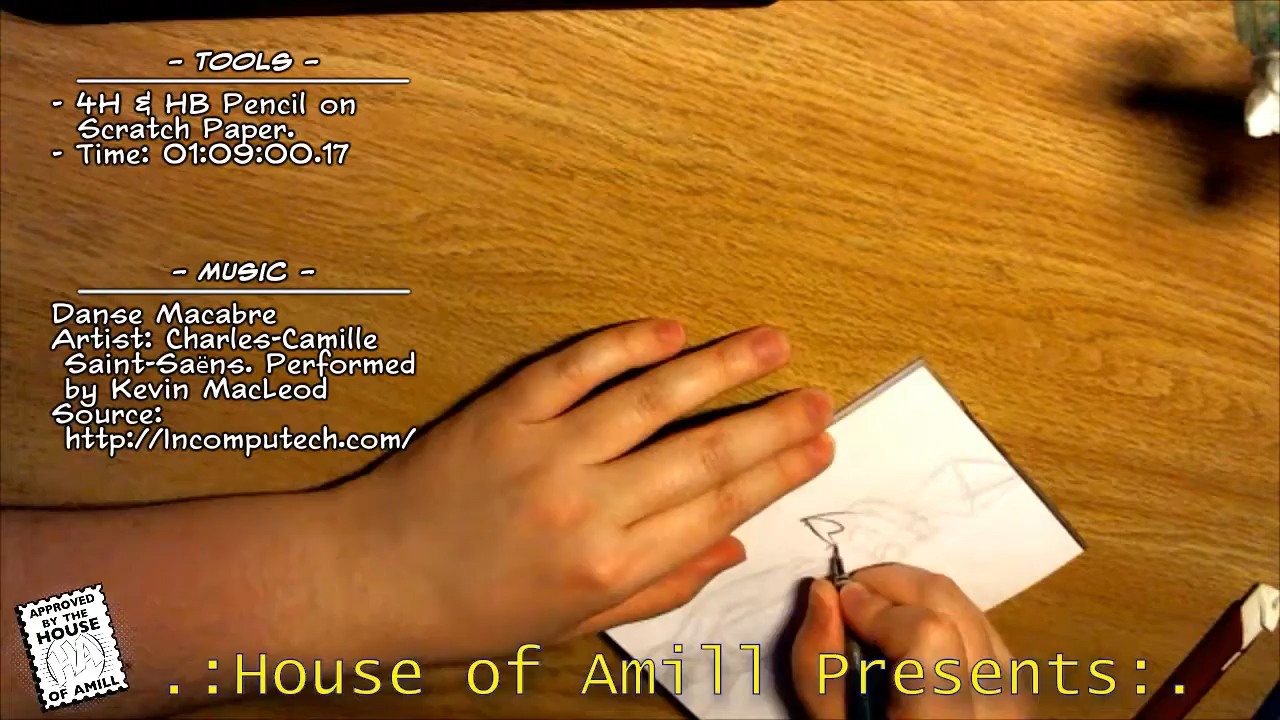 - TOOLS -
- 4H & HB Pencil on
Scratch Paper.
- Time: 01:09:00.17
- MUSIC -
Danse Macabre
Artist: Charles-Camille
Saint-Saëns. Performed
by Kevin MacLeod
Source:
http://Incomputech.com/
APPROVED
BY THE
HOUSE
HA
OF AMILL
.:House of Amill Presents:.